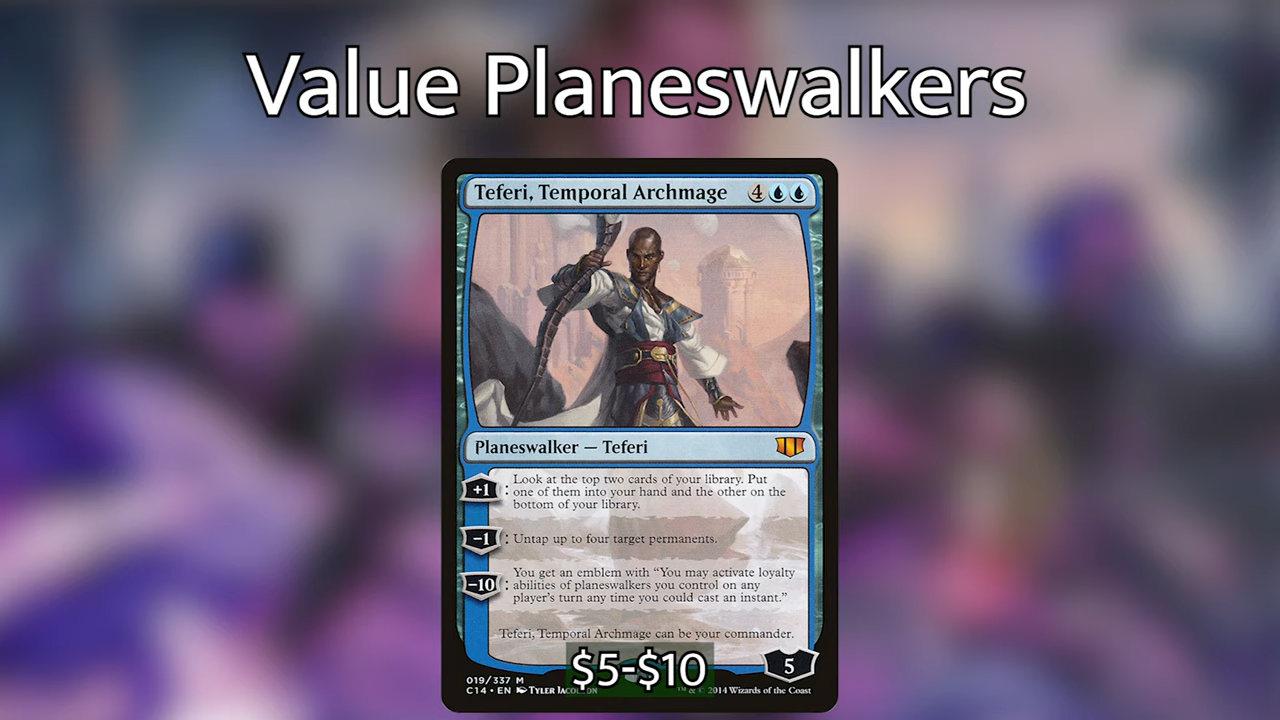 Value Planeswalkers
Teferi, Temporal Archmage 4
Planeswalker — Teferi
+1: Look at the top two cards of your library. Put
one of them into your hand and the other on the
bottom of your library.
−1: Untap up to four target permanents.
You get an emblem with “You may activate loyalty
−10: abilities of planeswalkers you control on any
player's turn any time you could cast an instant.”
Teferi, Temporal Archmage can be your commander.
$5-$10
5
019/337 M
C14 • EN Tyler Jacobson ™ & © 2014 Wizards of the Coast